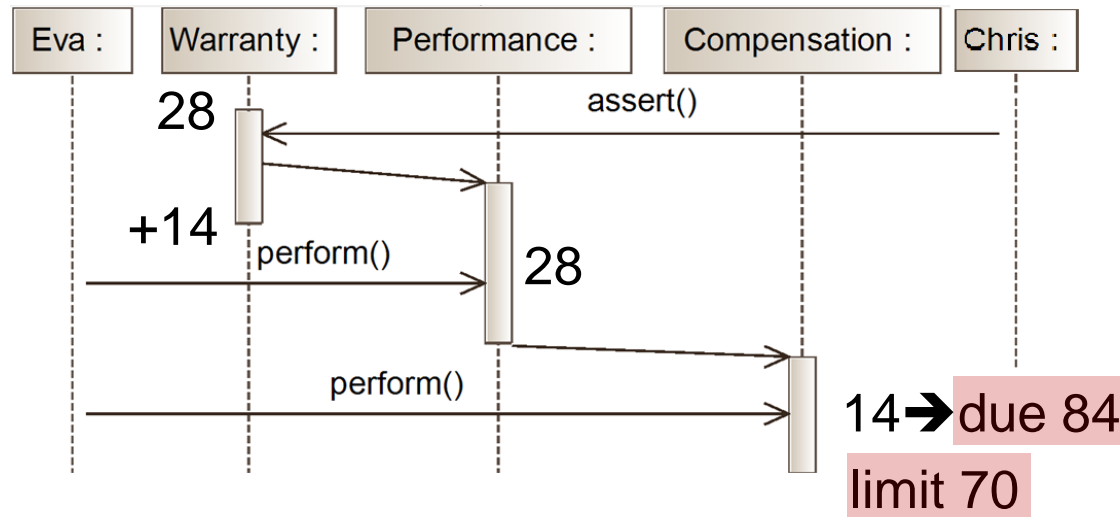 Eva :
Warranty :
Performance :
Compensation :
Chris :
assert()
28
+14
perform()
28
perform()
14➔due 84
limit 70